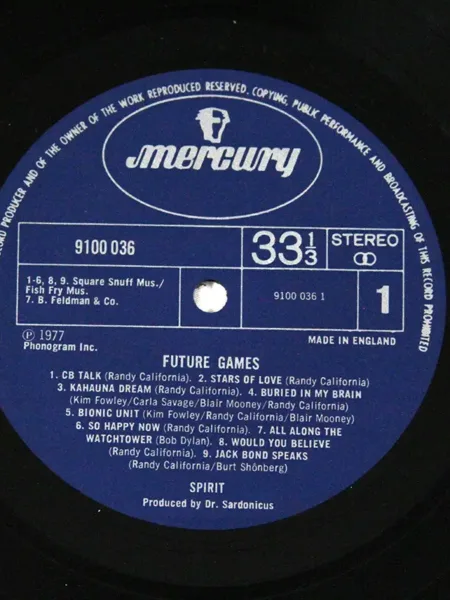 RECORD PRODUCER AND OF THE OWNER OF THE WORK REPRODUCED RESERVED. COPYING, PUBLIC PERFORMANCE AND BROADCASTING OF THIS RECORD PROHIBITED
mercury
9100 036
33 1/3
STEREO
1-6, 8, 9. Square Snuff Mus./
Fish Fry Mus.
7. B. Feldman & Co.
9100 036 1
1
Ⓟ 1977
Phonogram Inc.
MADE IN ENGLAND
FUTURE GAMES
1. CB TALK (Randy California). 2. STARS OF LOVE (Randy California)
3. KAHAUNA DREAM (Randy California). 4. BURIED IN MY BRAIN
(Kim Fowley/Carla Savage/Blair Mooney/Randy California)
5. BIONIC UNIT (Kim Fowley/Randy California/Blair Mooney)
6. SO HAPPY NOW (Randy California). 7. ALL ALONG THE
WATCHTOWER (Bob Dylan). 8. WOULD YOU BELIEVE
(Randy California). 9. JACK BOND SPEAKS
(Randy California/Burt Shönberg)
SPIRIT
Produced by Dr. Sardonicus